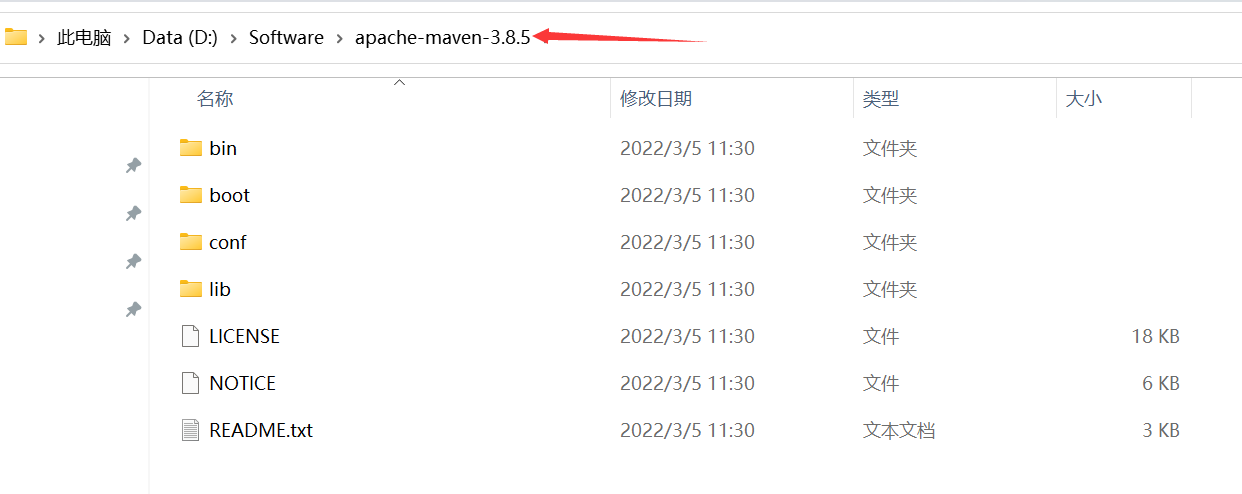 此电脑 > Data (D:) > Software > apache-maven-3.8.5
名称 修改日期 类型 大小
bin 2022/3/5 11:30 文件夹
boot 2022/3/5 11:30 文件夹
conf 2022/3/5 11:30 文件夹
lib 2022/3/5 11:30 文件夹
LICENSE 2022/3/5 11:30 文件 18 KB
NOTICE 2022/3/5 11:30 文件 6 KB
README.txt 2022/3/5 11:30 文本文档 3 KB